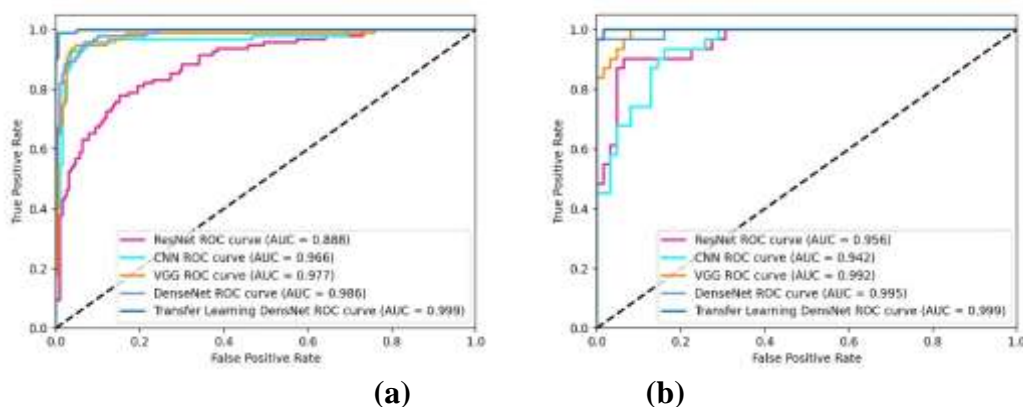 1.0
0.8
0.6
0.4
0.2
0.0
True Positive Rate
ResNet ROC curve (AUC = 0.888)
CNN ROC curve (AUC = 0.966)
VGG ROC curve (AUC = 0.977)
DenseNet ROC curve (AUC = 0.986)
Transfer Learning DensNet ROC curve (AUC = 0.999)
0.0 0.2 0.4 0.6 0.8 1.0
False Positive Rate
(a)
1.0
0.8
0.6
0.4
0.2
0.0
True Positive Rate
ResNet ROC curve (AUC = 0.956)
CNN ROC curve (AUC = 0.942)
VGG ROC curve (AUC = 0.992)
DenseNet ROC curve (AUC = 0.995)
Transfer Learning DensNet ROC curve (AUC = 0.999)
0.0 0.2 0.4 0.6 0.8 1.0
False Positive Rate
(b)